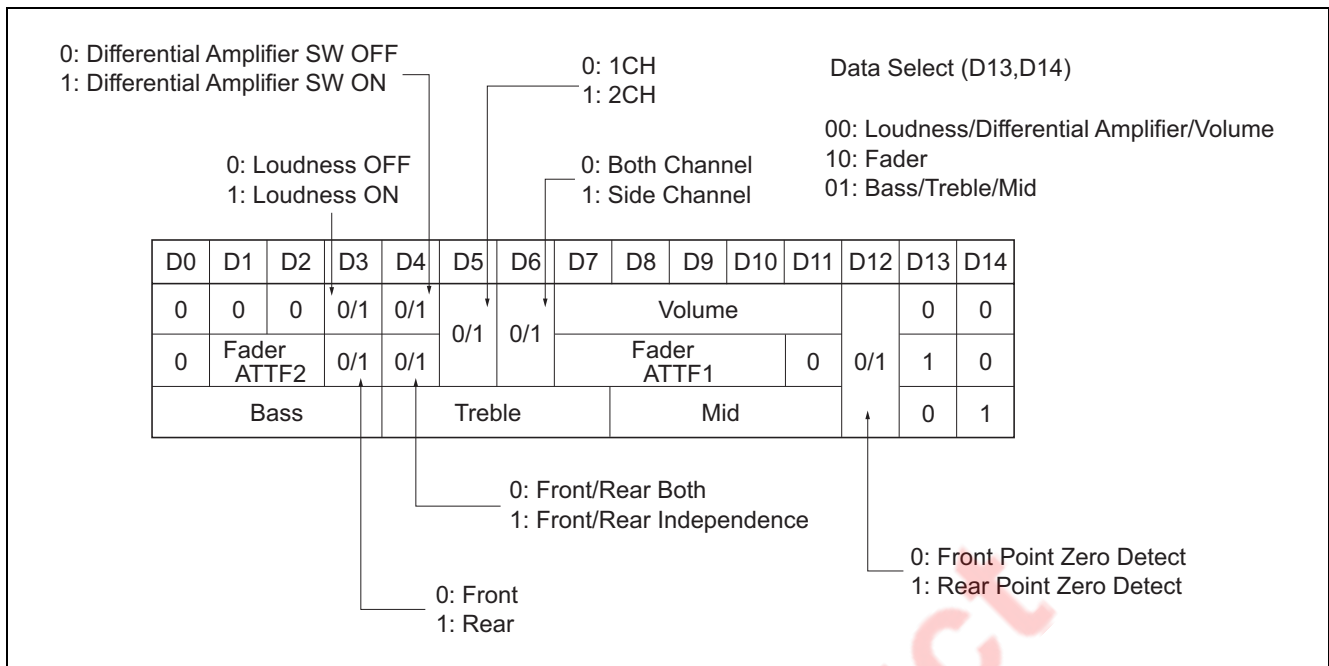 0: Differential Amplifier SW OFF
1: Differential Amplifier SW ON
0: 1CH
1: 2CH
Data Select (D13,D14)
00: Loudness/Differential Amplifier/Volume
10: Fader
01: Bass/Treble/Mid
0: Loudness OFF
1: Loudness ON
0: Both Channel
1: Side Channel
D0 D1 D2 D3 D4 D5 D6 D7 D8 D9 D10 D11 D12 D13 D14
0 0 0 0/1 0/1 0/1 0/1 Volume 0/1 0 0
0 Fader ATTF2 0/1 0/1 Fader ATTF1 0 1 0
Bass Treble Mid 0 1
0: Front/Rear Both
1: Front/Rear Independence
0: Front Point Zero Detect
1: Rear Point Zero Detect
0: Front
1: Rear
ct